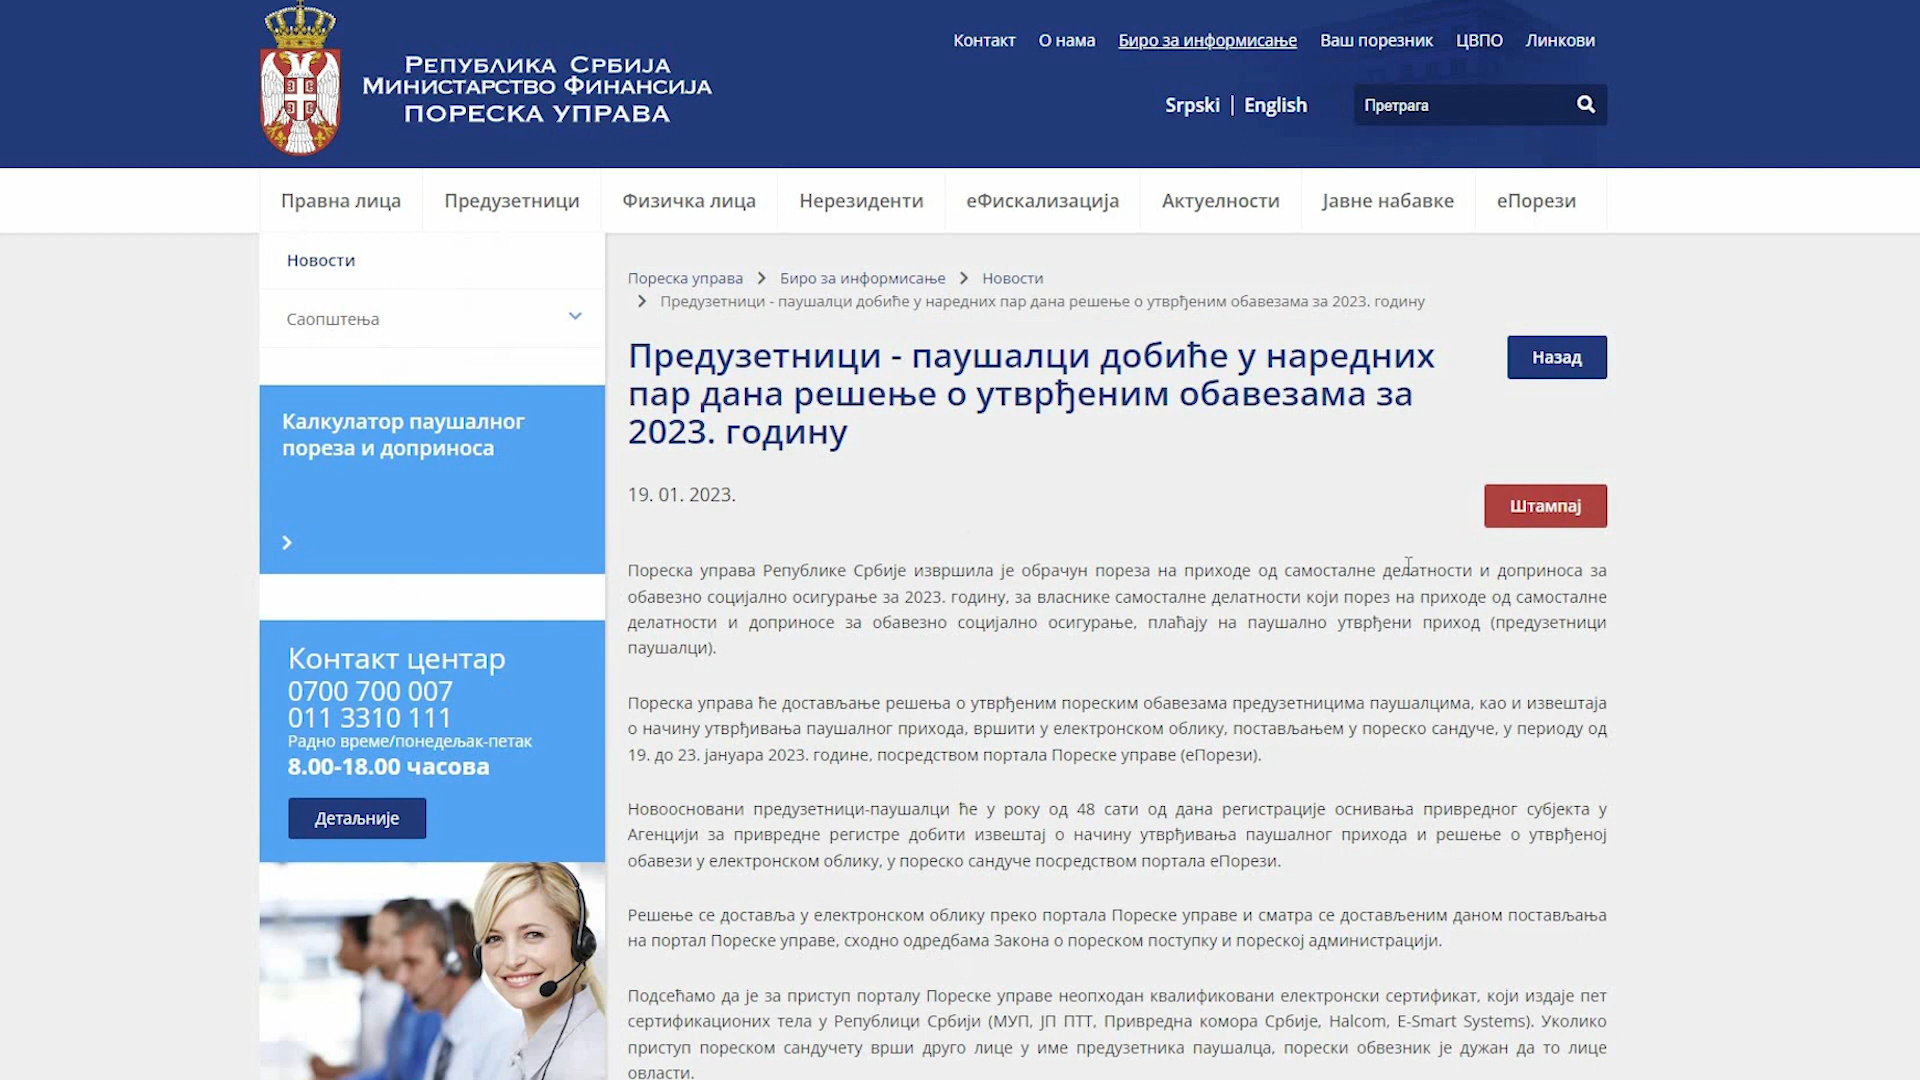 Република Србија
Министарство Финансија
ПОРЕСКА УПРАВА
Контакт О нама Биро за информисање Ваш порезник ЦВПО Линкови
Srpski | English
Претрага
Правна лица Предузетници Физичка лица Нерезиденти еФискализација Актуелности Јавне набавке еПорези
Новости
Саопштења
Калкулатор паушалног
пореза и доприноса
Контакт центар
0700 700 007
011 3310 111
Радно време/понедељак-петак
8.00-18.00 часова
Детаљније
Пореска управа > Биро за информисање > Новости
> Предузетници - паушалци добиће у наредних пар дана решење о утврђеним обавезама за 2023. годину
Предузетници - паушалци добиће у наредних
пар дана решење о утврђеним обавезама за
2023. годину
Назад
19. 01. 2023.
Штампај
Пореска управа Републике Србије извршила је обрачун пореза на приходе од самосталне делатности и доприноса за
обавезно социјално осигурање за 2023. годину, за власнике самосталне делатности који порез на приходе од самосталне
делатности и доприносе за обавезно социјално осигурање, плаћају на паушално утврђени приход (предузетници
паушалци).
Пореска управа ће достављање решења о утврђеним пореским обавезама предузетницима паушалцима, као и извештаја
о начину утврђивања паушалног прихода, вршити у електронском облику, постављањем у пореско сандуче, у периоду од
19. до 23. јануара 2023. године, посредством портала Пореске управе (еПорези).
Новоосновани предузетници-паушалци ће у року од 48 сати од дана регистрације оснивања привредног субјекта у
Агенцији за привредне регистре добити извештај о начину утврђивања паушалног прихода и решење о утврђеној
обавези у електронском облику, у пореско сандуче посредством портала еПорези.
Решење се доставља у електронском облику преко портала Пореске управе и сматра се достављеним даном постављања
на портал Пореске управе, сходно одредбама Закона о пореском поступку и пореској администрацији.
Подсећамо да је за приступ порталу Пореске управе неопходан квалификовани електронски сертификат, који издаје пет
сертификационих тела у Републици Србији (МУП, ЈП ПТТ, Привредна комора Србије, Halcom, E-Smart Systems). Уколико
приступ пореском сандучету врши друго лице у име предузетника паушалца, порески обвезник је дужан да то лице
овласти.